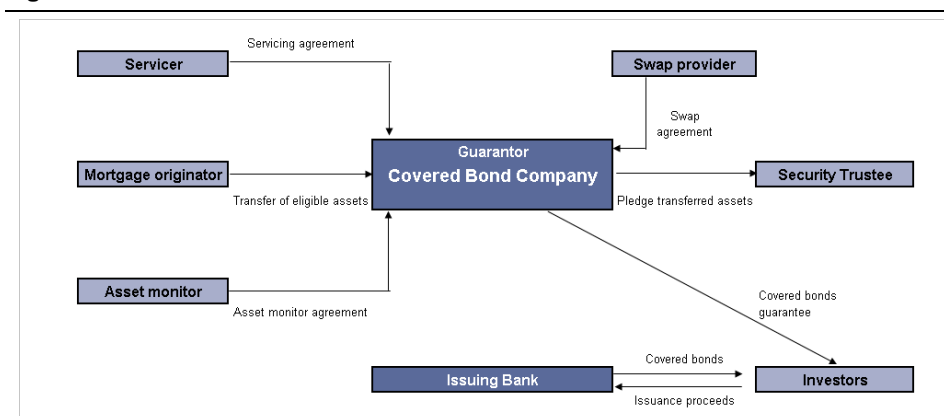 Servicing agreement
Servicer
Swap provider
Swap
agreement
Guarantor
Covered Bond Company
Mortgage originator
Security Trustee
Transfer of eligible assets
Pledge transferred assets
Asset monitor
Asset monitor agreement
Covered bonds
guarantee
Covered bonds
Issuing Bank
Investors
Issuance proceeds